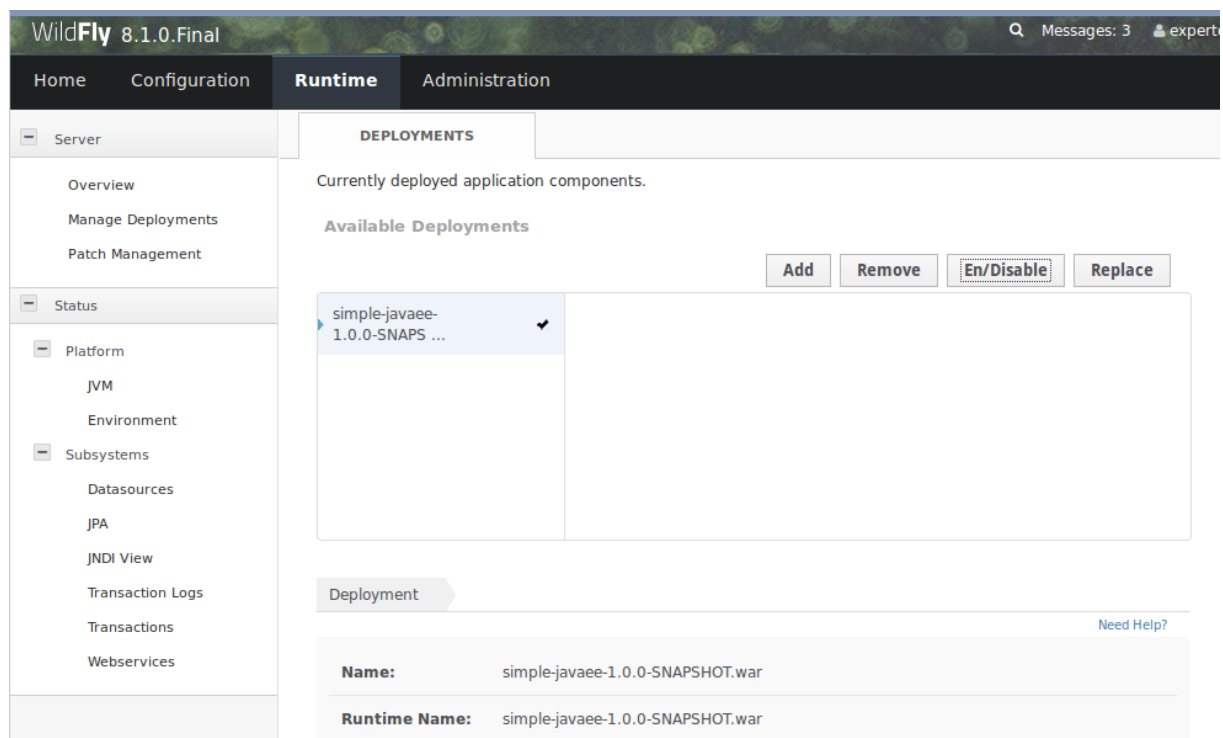 WildFly 8.1.0.Final
Messages: 3
Home Configuration Runtime Administration
Server
Overview
Manage Deployments
Patch Management
Status
Platform
JVM
Environment
Subsystems
Datasources
JPA
JNDI View
Transaction Logs
Transactions
Webservices
DEPLOYMENTS
Currently deployed application components.
Available Deployments
Add Remove En/Disable Replace
simple-javaee-
1.0.0-SNAPS ...
Deployment
Need Help?
Name: simple-javaee-1.0.0-SNAPSHOT.war
Runtime Name: simple-javaee-1.0.0-SNAPSHOT.war